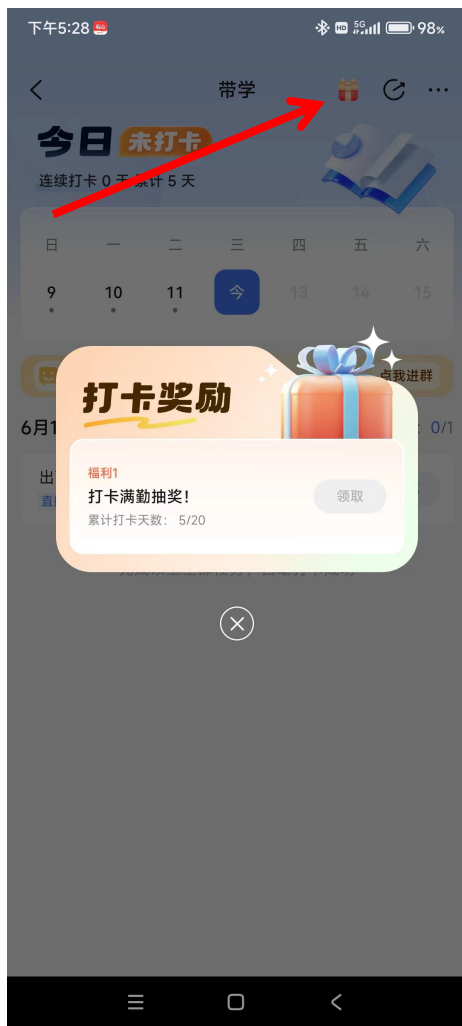 下午5:28
HD 5G 98%
带学
今日 未打卡
连续打卡 0 天 累计 5 天
日 一 二 三 四 五 六
9 10 11 今 13 14 15
点我进群
打卡奖励
6月1
: 0/1
福利1
打卡满勤抽奖!
领取
累计打卡天数: 5/20
出
直